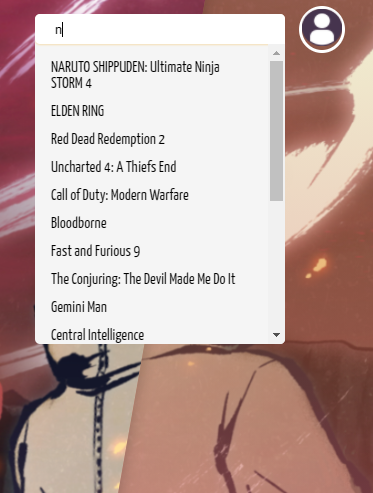 n
NARUTO SHIPPUDEN: Ultimate Ninja
STORM 4
ELDEN RING
Red Dead Redemption 2
Uncharted 4: A Thiefs End
Call of Duty: Modern Warfare
Bloodborne
Fast and Furious 9
The Conjuring: The Devil Made Me Do It
Gemini Man
Central Intelligence